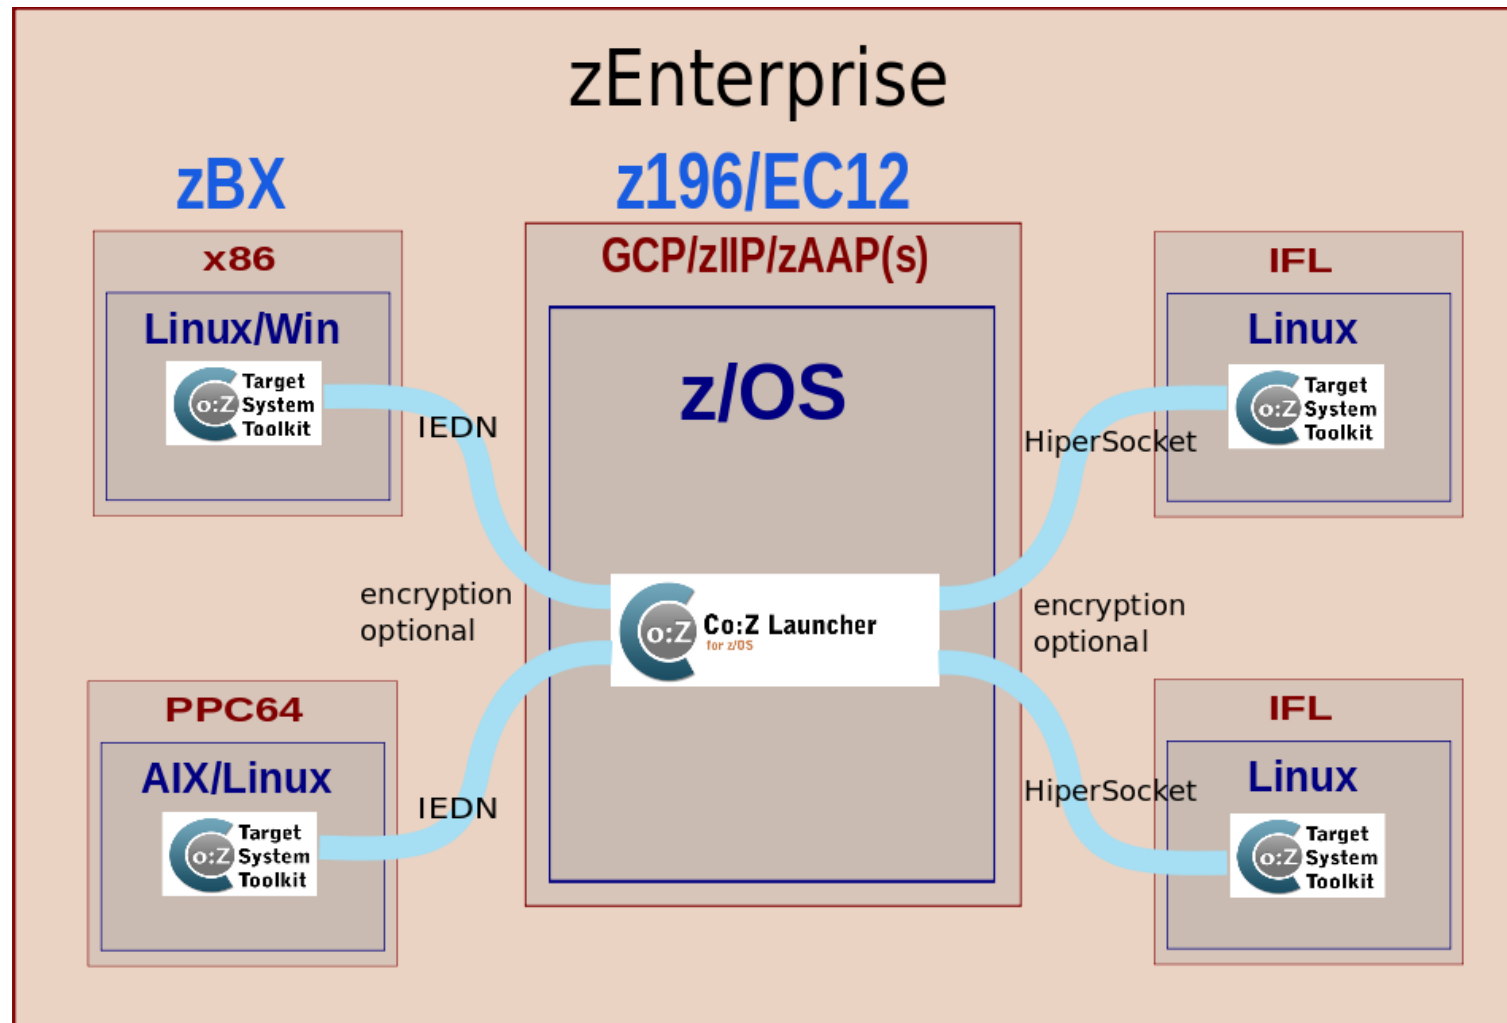 zEnterprise
zBX
z196/EC12
x86
Linux/Win
o:Z
Target
System
Toolkit
IEDN
encryption
optional
PPC64
AIX/Linux
o:Z
Target
System
Toolkit
IEDN
GCP/zIIP/zAAP(s)
z/OS
o:Z
Co:Z Launcher
for z/OS
IFL
Linux
o:Z
Target
System
Toolkit
HiperSocket
encryption
optional
IFL
Linux
o:Z
Target
System
Toolkit
HiperSocket